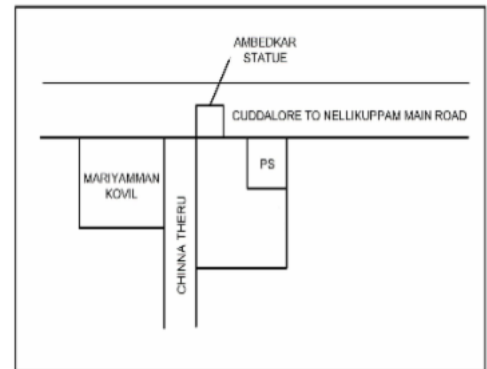 AMBEDKAR
STATUE
CUDDALORE TO NELLIKUPPAM MAIN ROAD
MARIYAMMAN
KOVIL
PS
CHINNA THERU